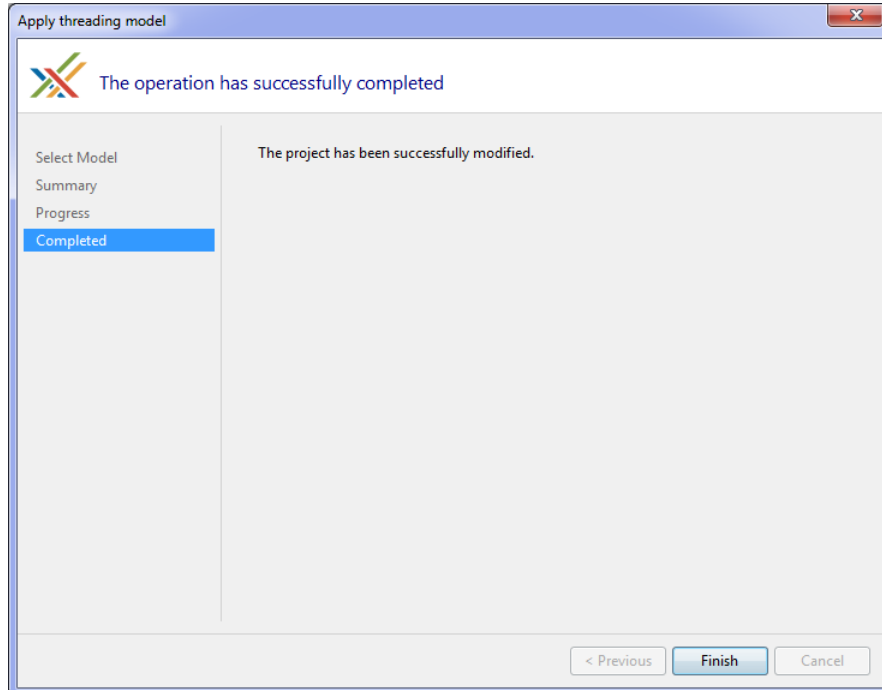 Apply threading model
The operation has successfully completed
Select Model
Summary
Progress
Completed
The project has been successfully modified.
< Previous
Finish
Cancel